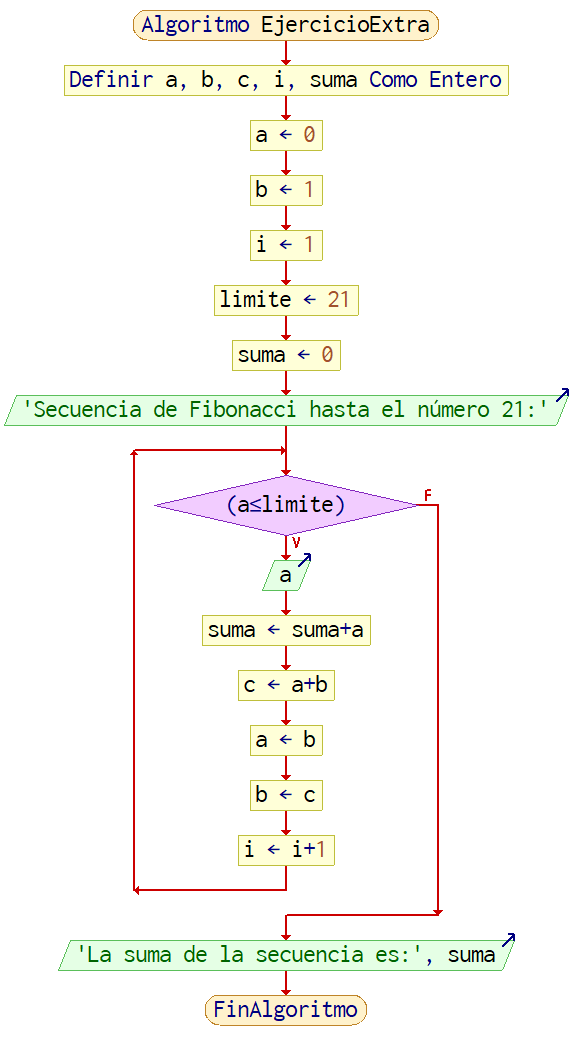 Algoritmo EjercicioExtra
Definir a, b, c, i, suma Como Entero
a ← 0
b ← 1
i ← 1
limite ← 21
suma ← 0
'Secuencia de Fibonacci hasta el número 21:'
(a≤limite)
F
V
a
suma ← suma+a
c ← a+b
a ← b
b ← c
i ← i+1
'La suma de la secuencia es:', suma
FinAlgoritmo